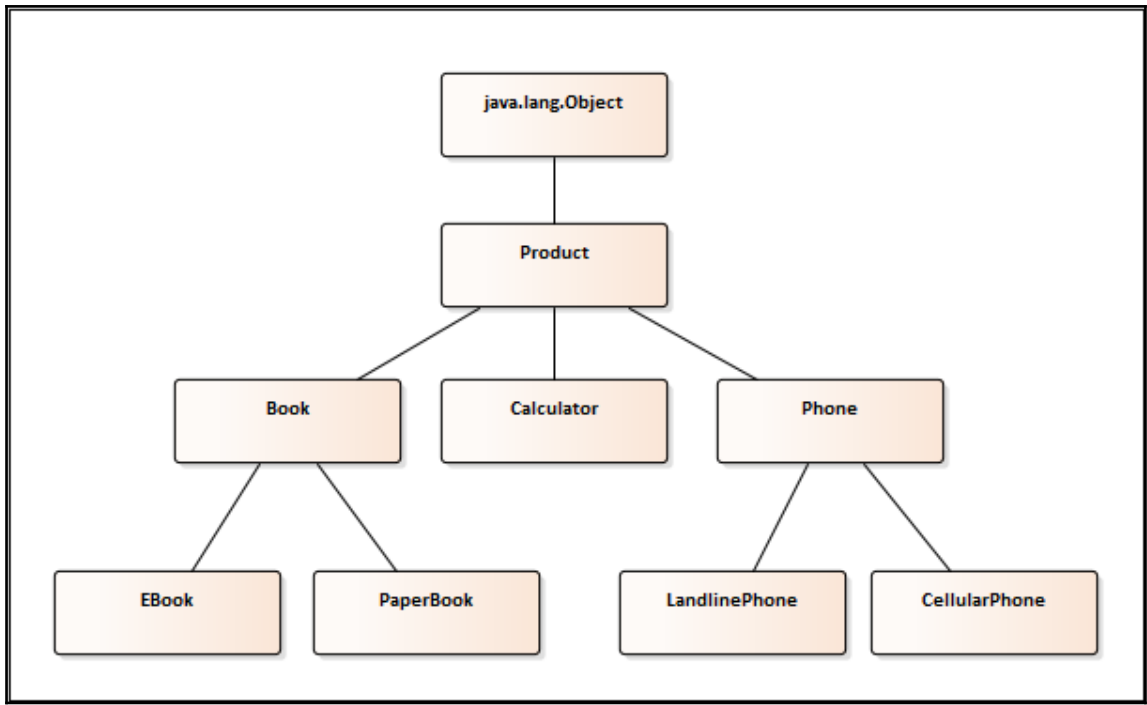 java.lang.Object
Product
Book
Calculator
Phone
EBook
PaperBook
LandlinePhone
CellularPhone